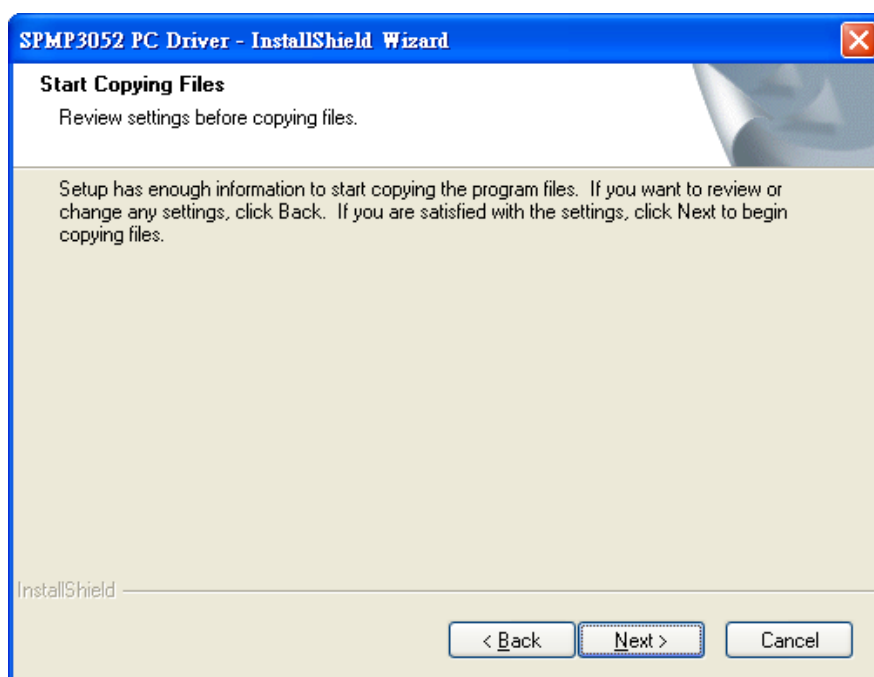 SPMP3052 PC Driver - InstallShield Wizard
Start Copying Files
Review settings before copying files.
Setup has enough information to start copying the program files.  If you want to review or
change any settings, click Back.  If you are satisfied with the settings, click Next to begin
copying files.
InstallShield
< Back
Next >
Cancel